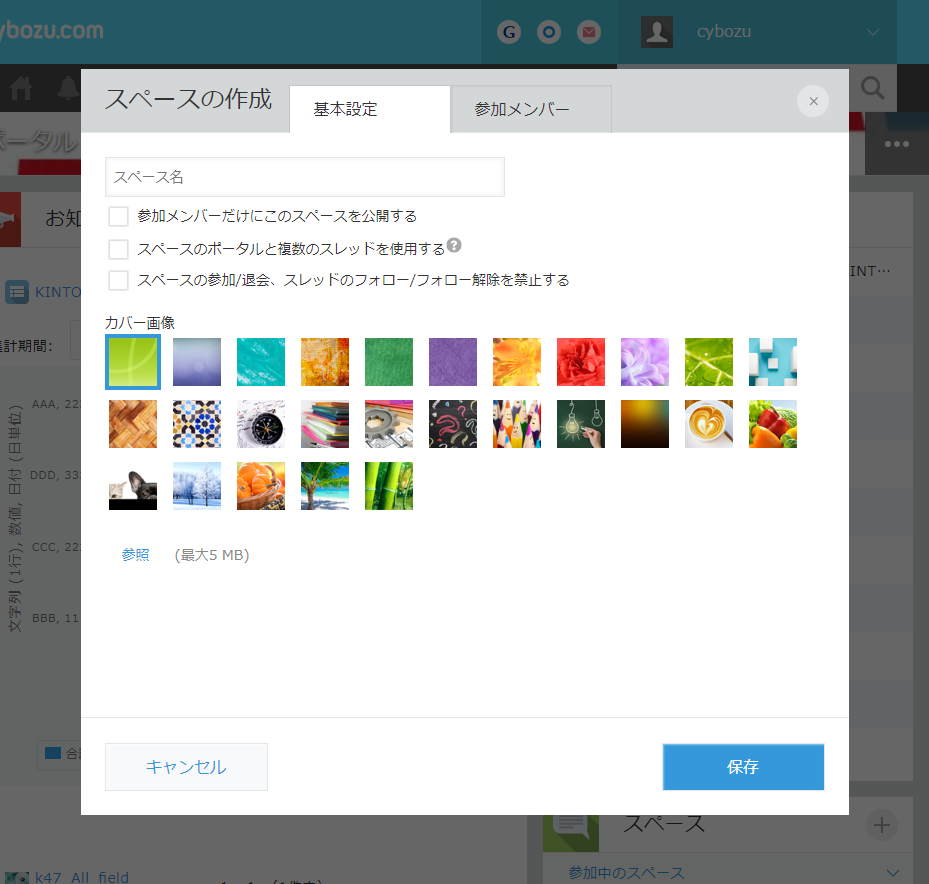 ybozu.com
G
cybozu
スペースの作成
基本設定
参加メンバー
×
ポータル
•••
お知
スペース名
参加メンバーだけにこのスペースを公開する
スペースのポータルと複数のスレッドを使用する?
スペースの参加/退会、スレッドのフォロー/フォロー解除を禁止する
KINTO
INT…
計期間:
カバー画像
AAA, 22
DDD, 33
CCC, 22
BBB, 11
文字列 (1行), 数値, 日付 (日単位)
参照 (最大5 MB)
合
キャンセル
保存
スペース
+
参加中のスペース
k47_All_field